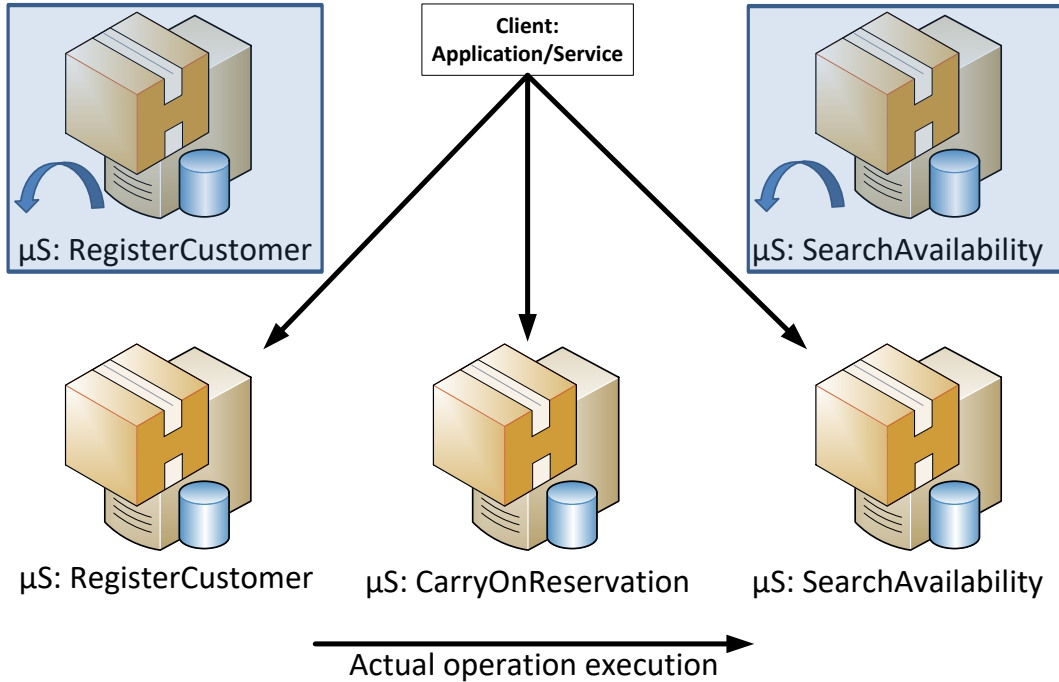 Client:
Application/Service
µS: RegisterCustomer
µS: SearchAvailability
µS: RegisterCustomer
µS: CarryOnReservation
µS: SearchAvailability
Actual operation execution